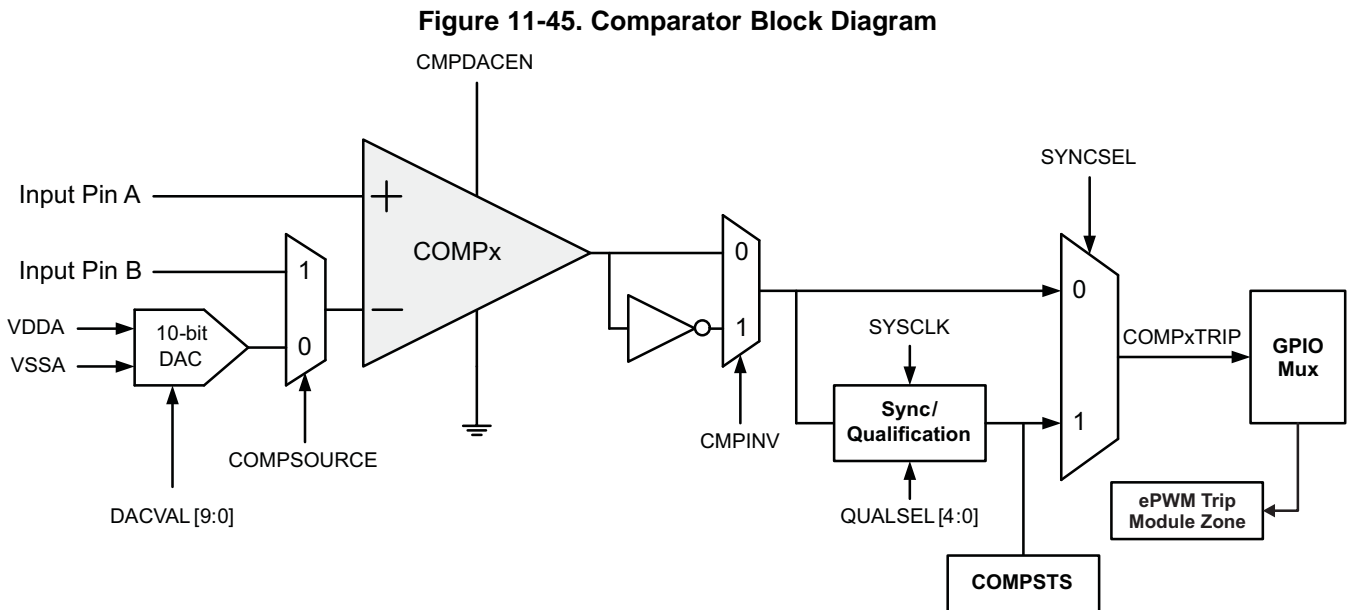 Figure 11-45. Comparator Block Diagram
CMPDACEN
SYNCSEL
Input Pin A
+
COMPx
0
Input Pin B
1
−
0
VDDA
10-bit
DAC
0
1
SYSCLK
COMPxTRIP
GPIO
Mux
VSSA
Sync/
Qualification
1
CMPINV
COMPSOURCE
DACVAL [9:0]
QUALSEL [4:0]
ePWM Trip
Module Zone
COMPSTS